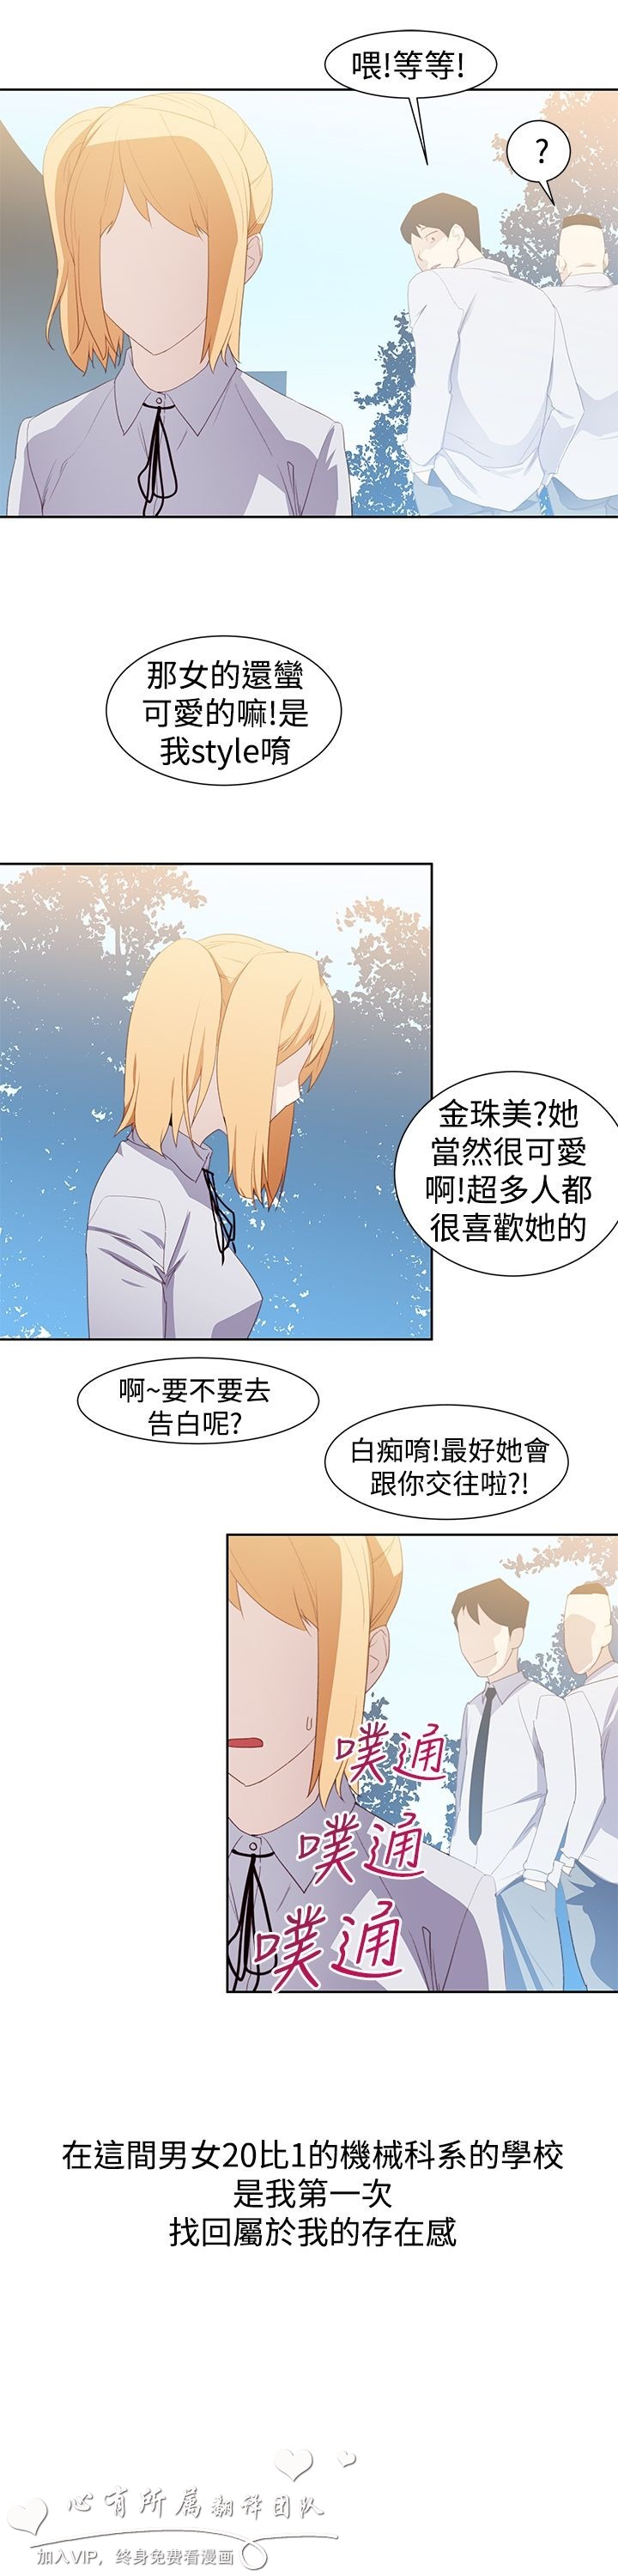 喂!等等!
?
那女的還蠻
可愛的嘛!是
我style唷
金珠美?她
當然很可愛
啊!超多人都
很喜歡她的
啊~要不要去
告白呢?
白痴唷!最好她會
跟你交往啦?!
噗通
噗通
噗通
在這間男女20比1的機械科系的學校
是我第一次
找回屬於我的存在感
心有所属翻译团队
加入VIP，终身免费看漫画